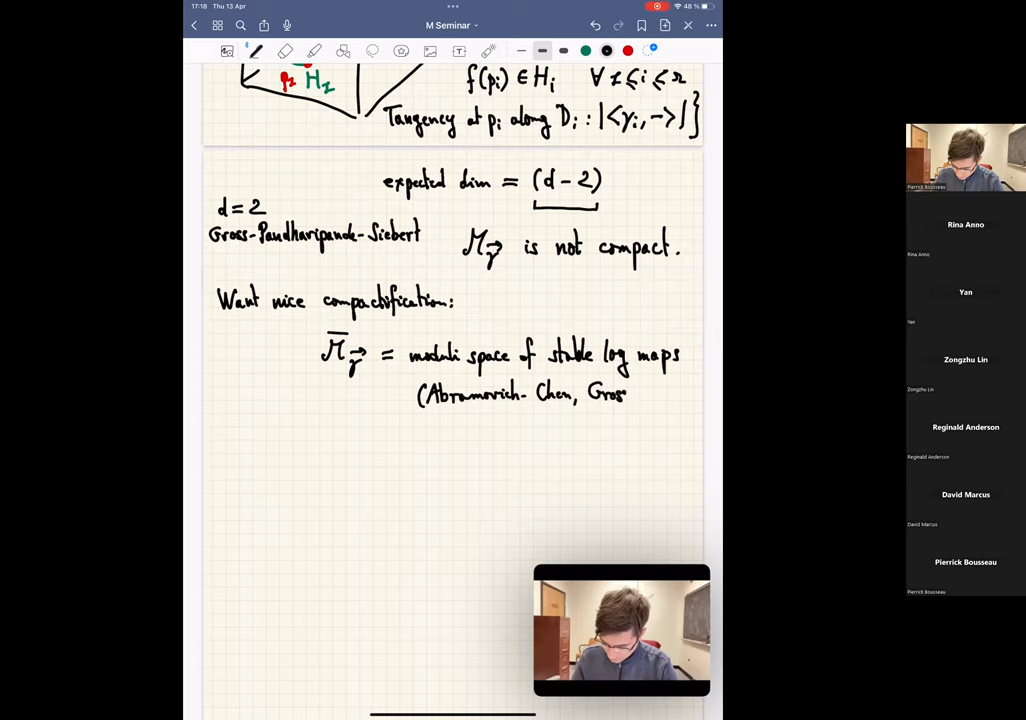 17:18 Thu 13 Apr
48 %
M Seminar
f(pᵢ) ∈ Hᵢ ∀ 1 ≤ i ≤ r
Tangency at pᵢ along Dᵢ : |<γᵢ, −>| }
expected dim = (d − 2)
d = 2
Gross-Pandharipande-Siebert
M_γ⃗ is not compact.
Want nice compactification:
M̄_γ⃗ = moduli space of stable log maps
(Abramovich-Chen, Gross
Pierrick Bousseau
Rina Anno
Rina Anno
Yan
Yan
Zongzhu Lin
Zongzhu Lin
Reginald Anderson
Reginald Anderson
David Marcus
David Marcus
Pierrick Bousseau
Pierrick Bousseau